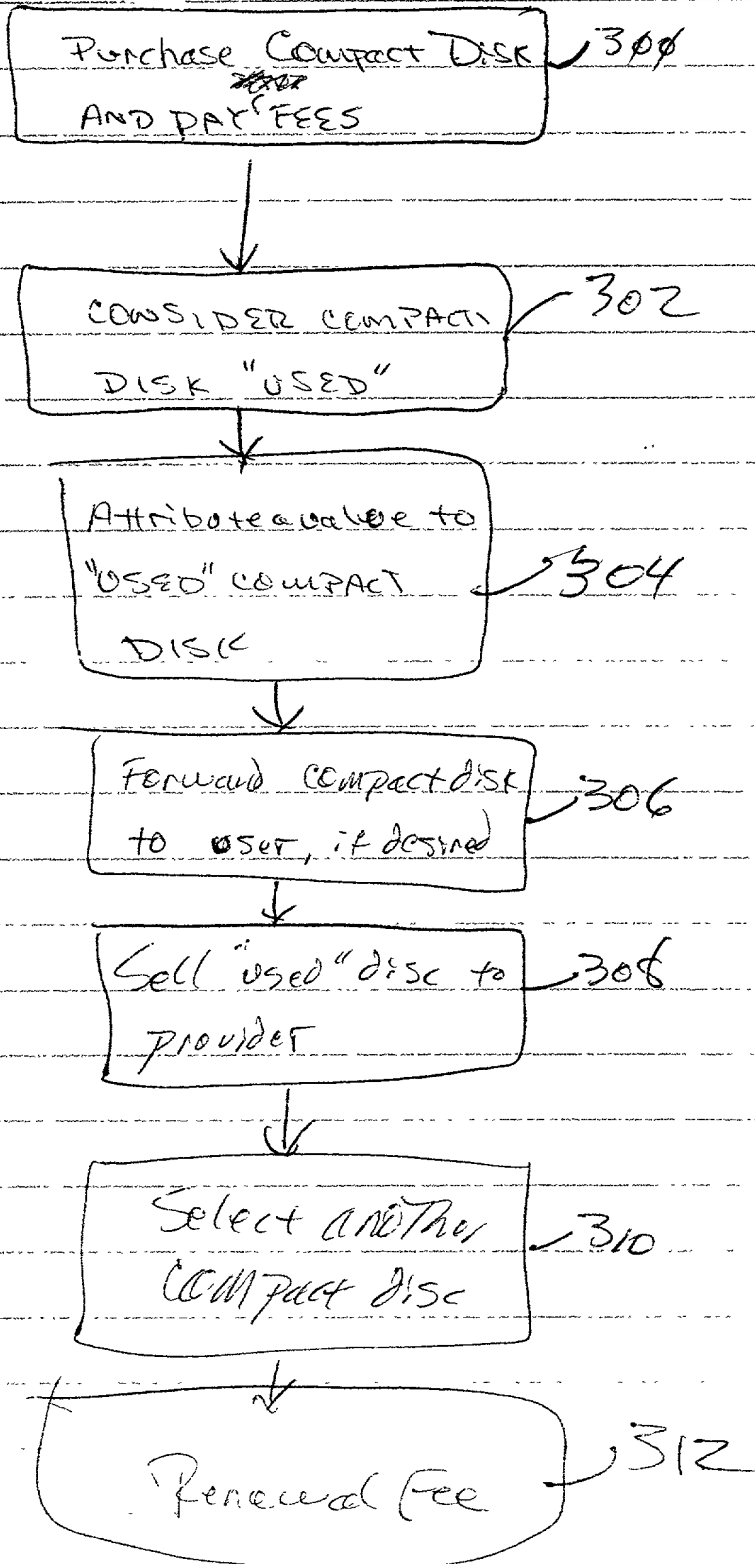 Purchase Compact Disk 300
AND PAY FEES
CONSIDER COMPACT 302
DISK "USED"
Attribute a value to
"USED" COMPACT 304
DISK
Forward compact disk 306
to user, if desired
Sell "used" disc to 308
provider
Select another 310
compact disc
Renewal Fee 312